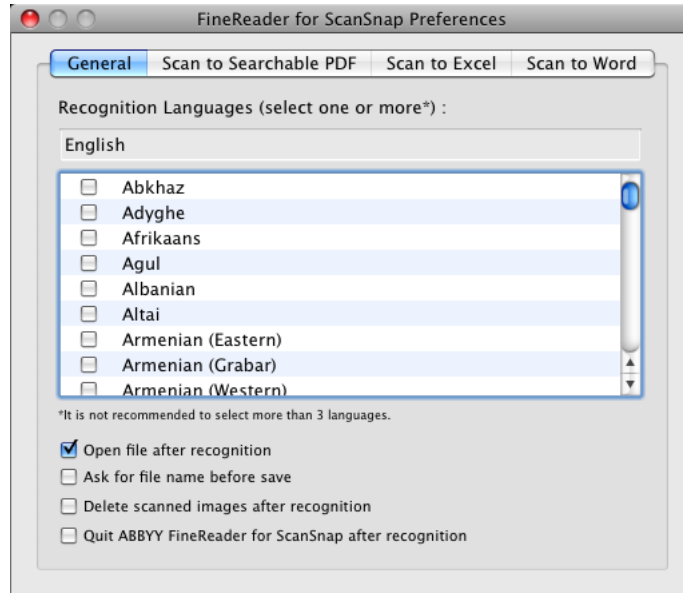 FineReader for ScanSnap Preferences
General Scan to Searchable PDF Scan to Excel Scan to Word
Recognition Languages (select one or more*) :
English
Abkhaz
Adyghe
Afrikaans
Agul
Albanian
Altai
Armenian (Eastern)
Armenian (Grabar)
Armenian (Western)
*It is not recommended to select more than 3 languages.
Open file after recognition
Ask for file name before save
Delete scanned images after recognition
Quit ABBYY FineReader for ScanSnap after recognition